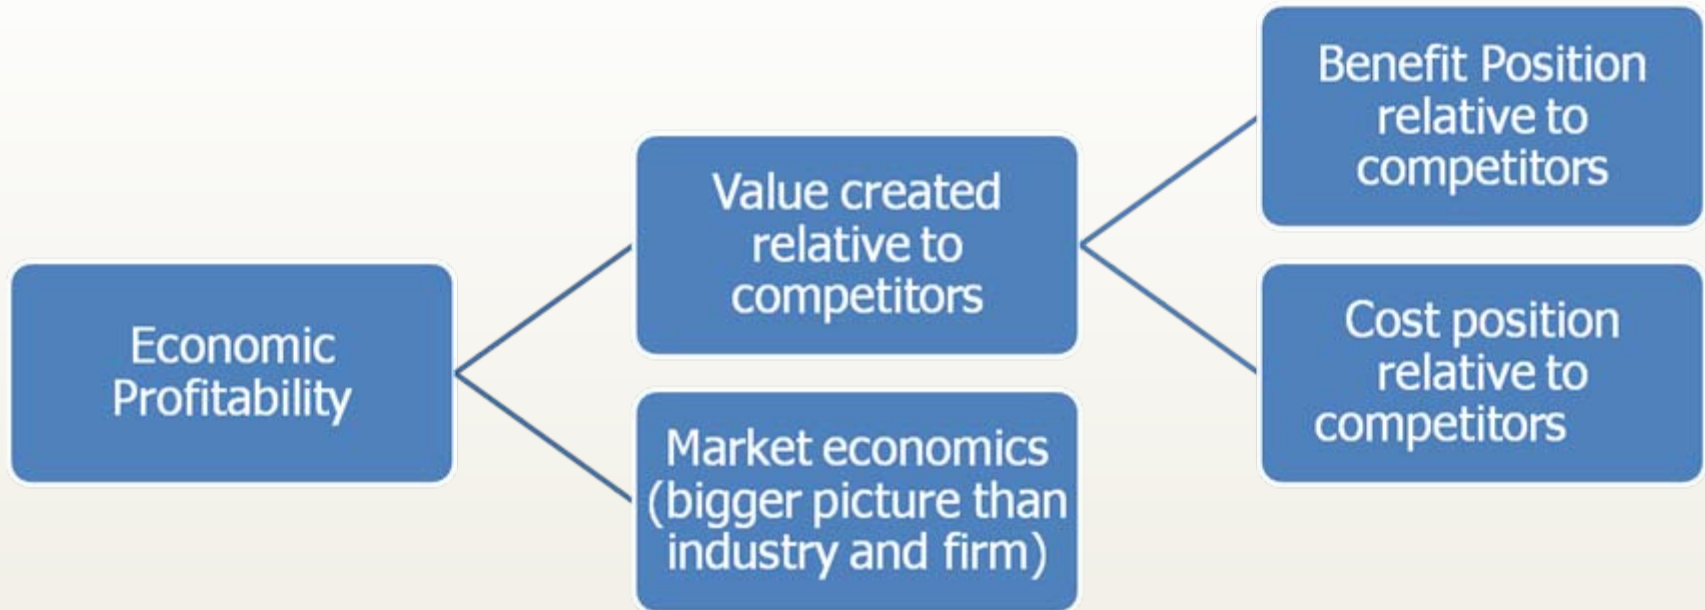 Economic
Profitability
Value created
relative to
competitors
Market economics
(bigger picture than
industry and firm)
Benefit Position
relative to
competitors
Cost position
relative to
competitors